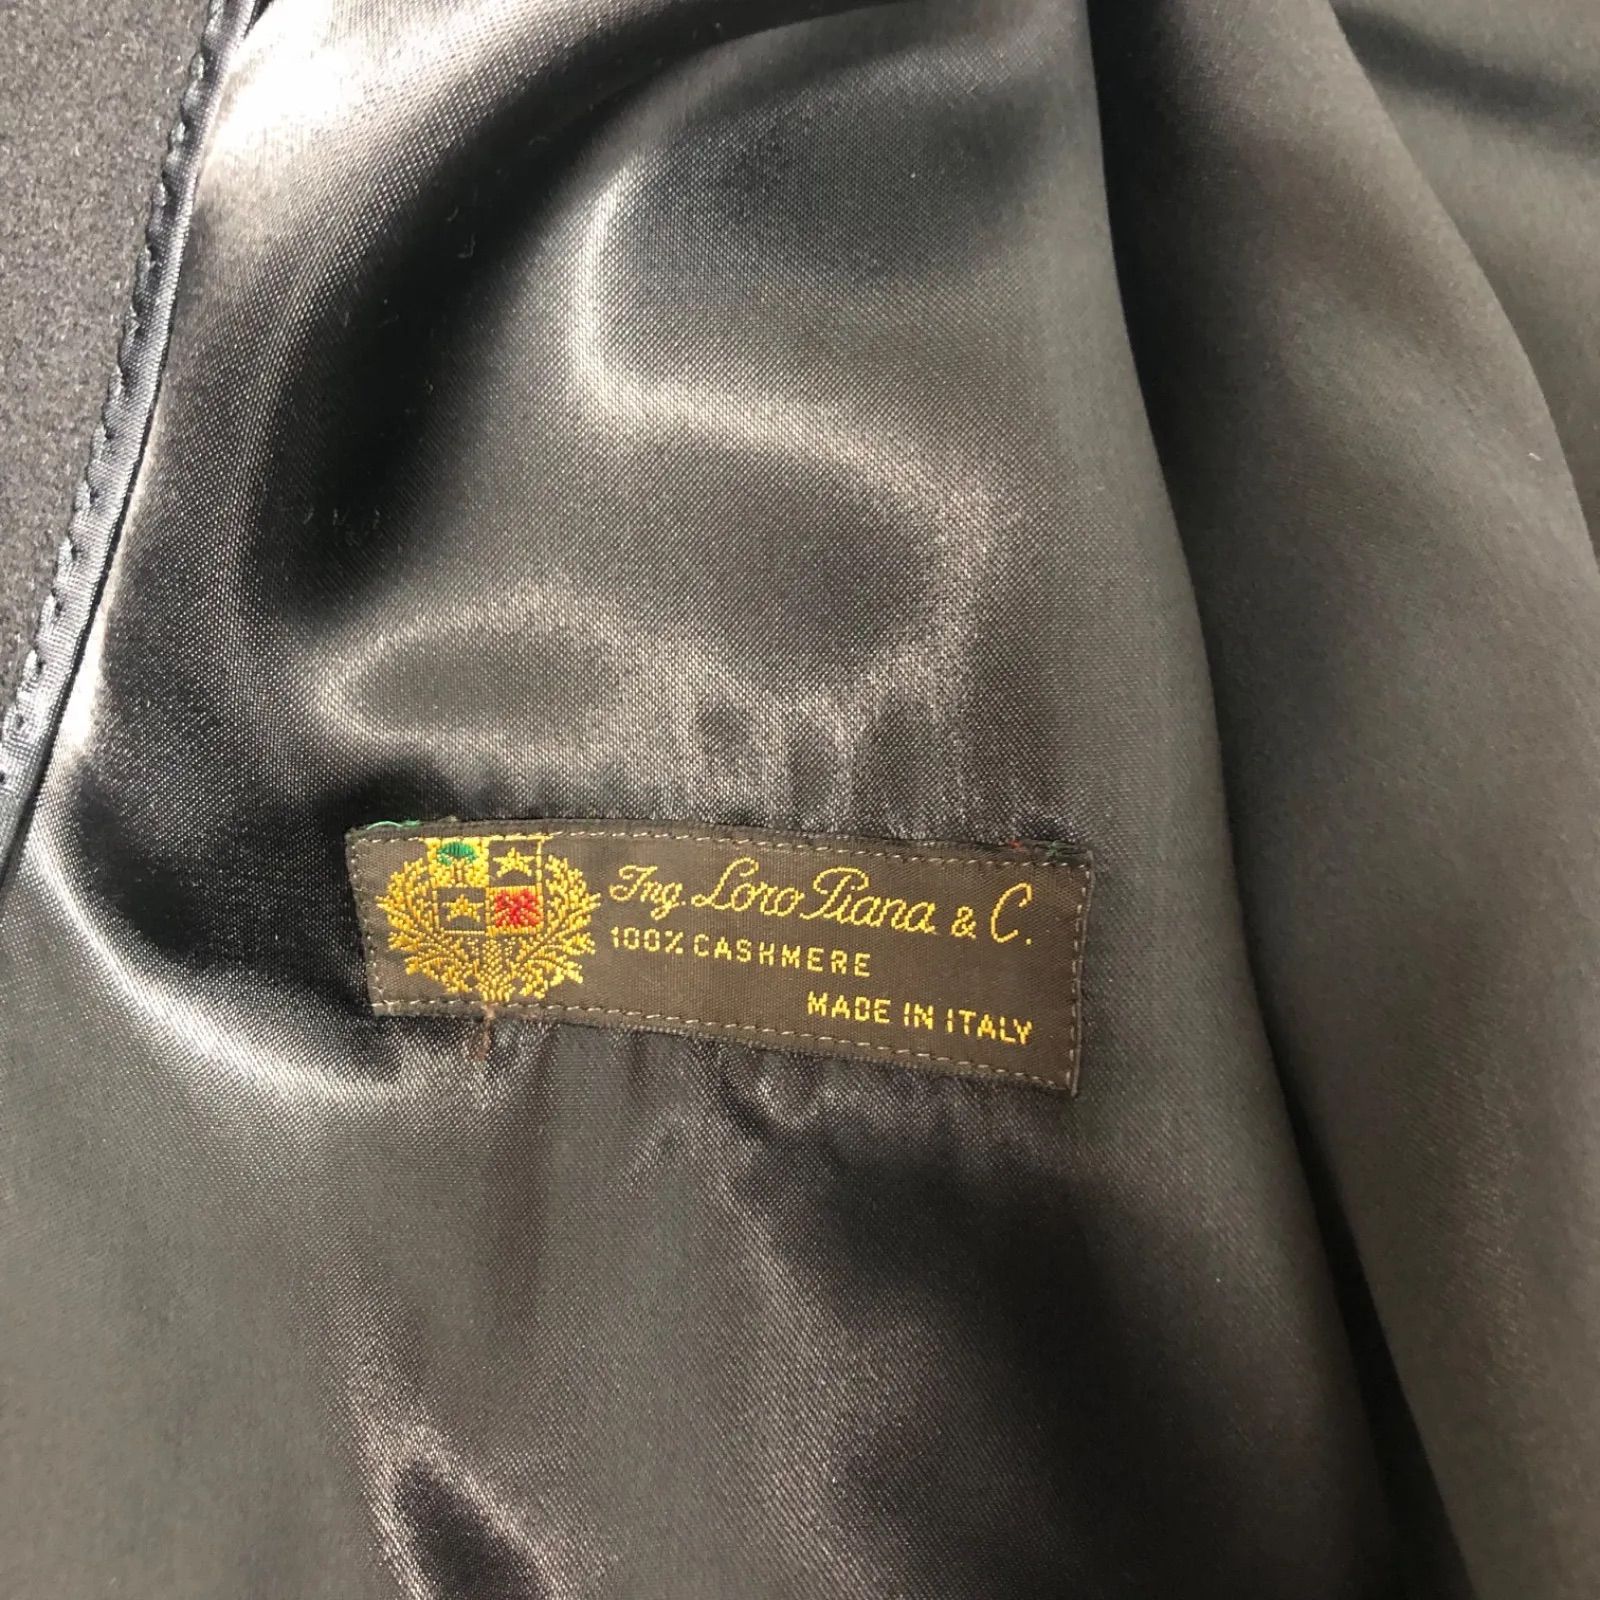 Ing. Loro Piana & C.
100% CASHMERE
MADE IN ITALY